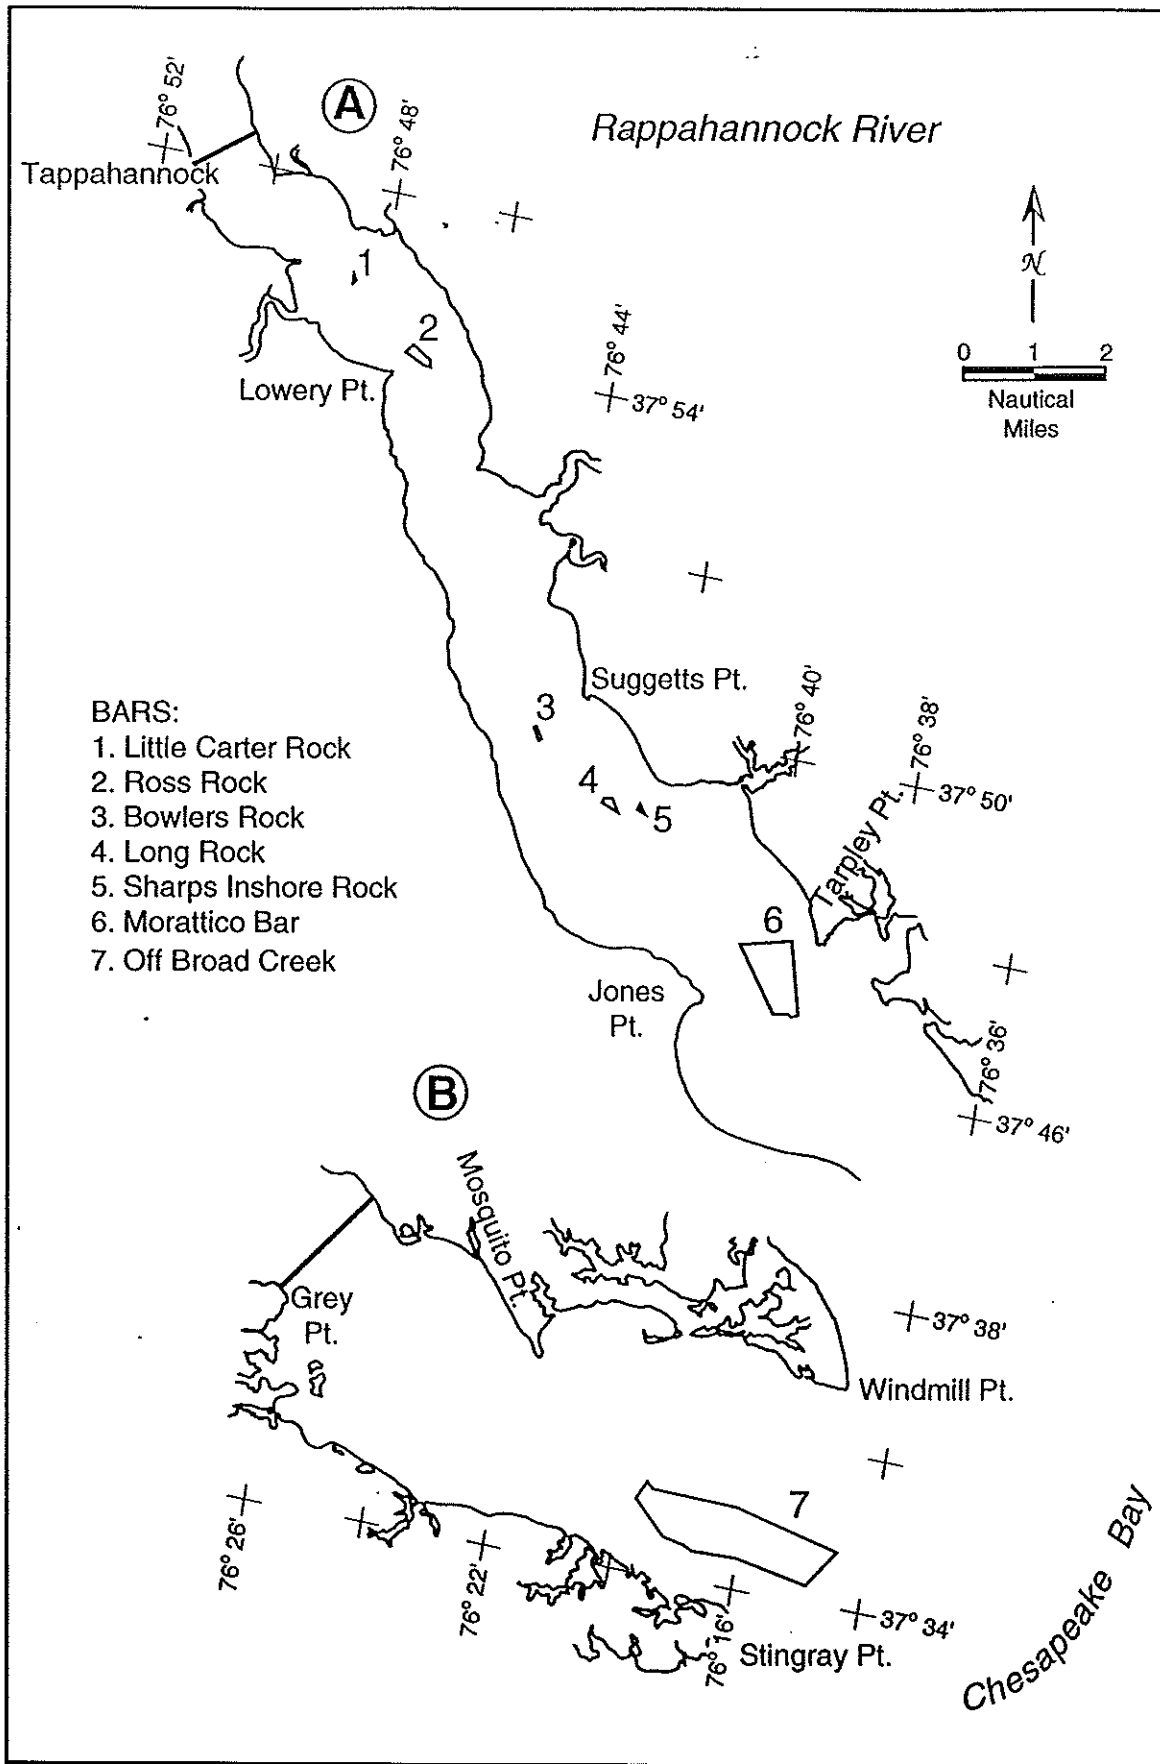 A
76° 52'
76° 48'
Rappahannock River
Tappahannock
N
1
2
76° 44'
0 1 2
Nautical
Miles
Lowery Pt.
37° 54'
Suggetts Pt.
BARS:
1. Little Carter Rock
2. Ross Rock
3. Bowlers Rock
4. Long Rock
5. Sharps Inshore Rock
6. Morattico Bar
7. Off Broad Creek
3
76° 40'
76° 38'
4
5
37° 50'
Tarpley Pt.
6
Jones
Pt.
76° 36'
37° 46'
B
Mosquito Pt.
Grey
Pt.
37° 38'
Windmill Pt.
7
76° 26'
76° 22'
76° 16'
37° 34'
Stingray Pt.
Chesapeake Bay